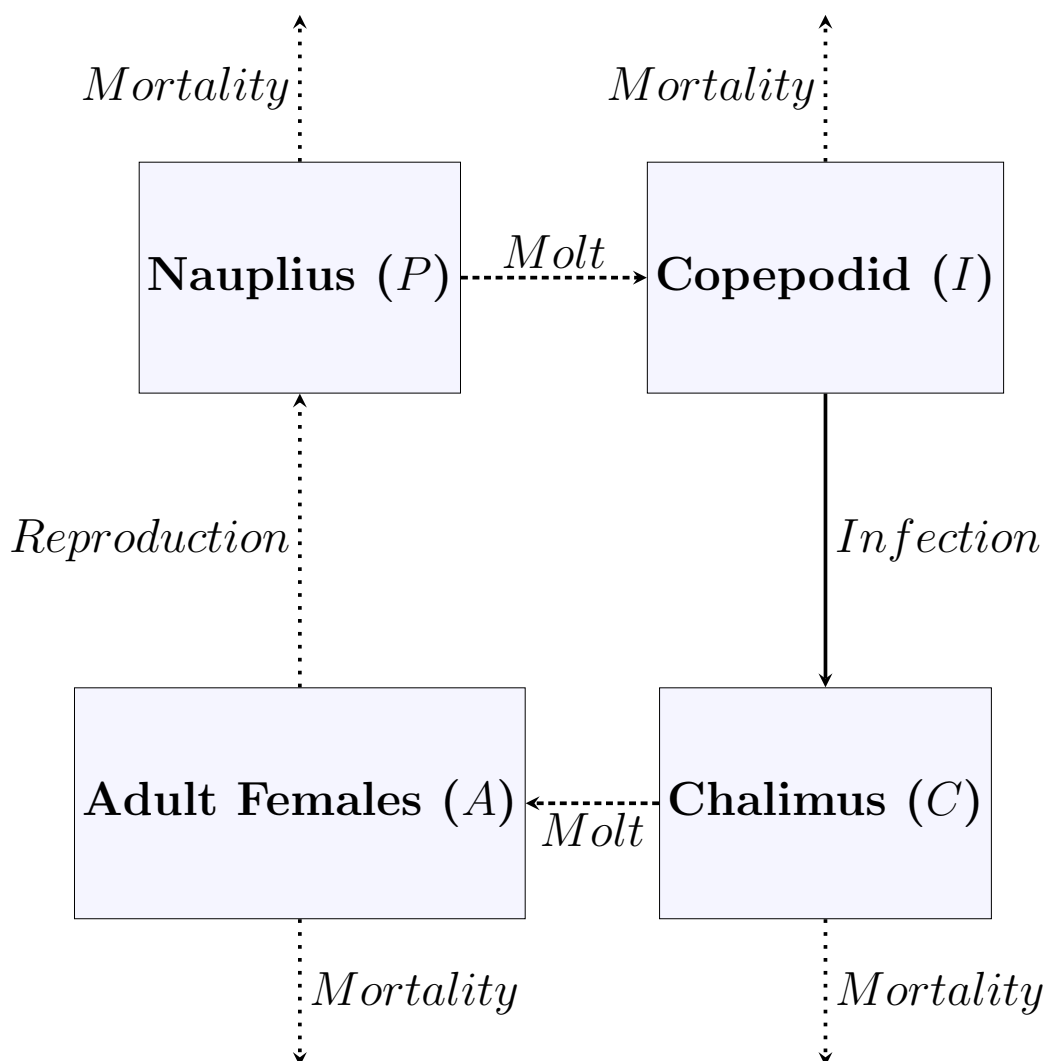 Mortality
Mortality
Nauplius (P)
Molt
Copepodid (I)
Reproduction
Infection
Adult Females (A)
Molt
Chalimus (C)
Mortality
Mortality